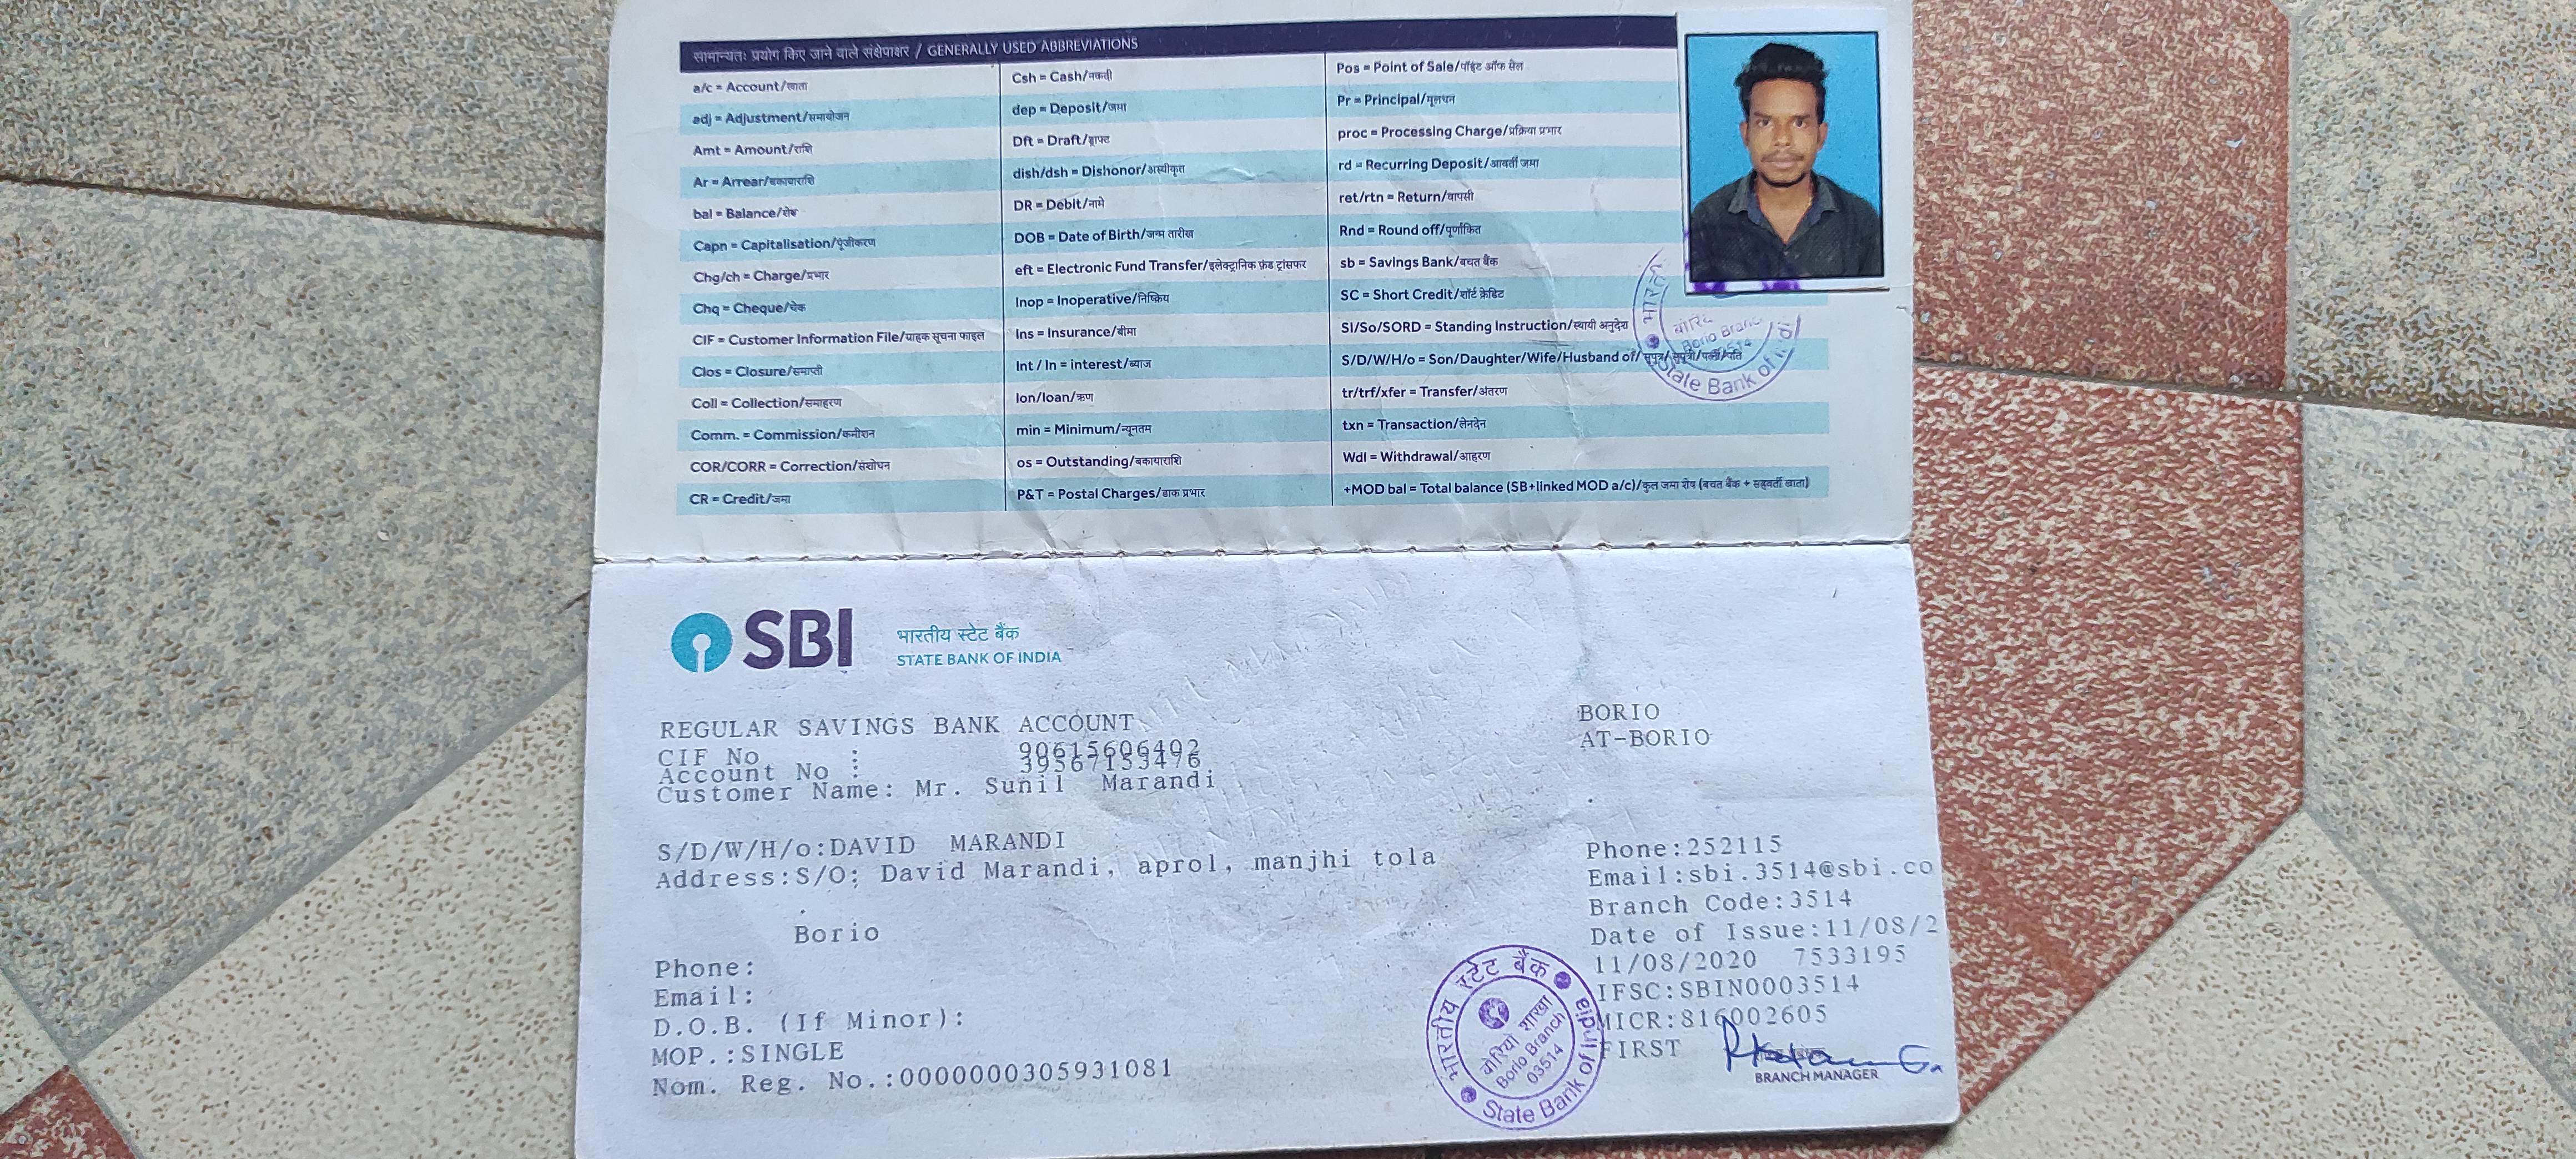 सामान्यतः प्रयोग किए जाने वाले संक्षेपाक्षर / GENERALLY USED ABBREVIATIONS
a/c = Account/खाता
adj = Adjustment/समायोजन
Amt = Amount/राशि
Ar = Arrear/बकायाराशि
bal = Balance/शेष
Capn = Capitalisation/पूंजीकरण
Chg/ch = Charge/प्रभार
Chq = Cheque/चेक
CIF = Customer Information File/ग्राहक सूचना फाइल
Clos = Closure/समाप्ती
Coll = Collection/समाहरण
Comm. = Commission/कमीशन
COR/CORR = Correction/संशोधन
CR = Credit/जमा
Csh = Cash/नकदी
dep = Deposit/जमा
Dft = Draft/ड्राफ्ट
dish/dsh = Dishonor/अस्वीकृत
DR = Debit/नामे
DOB = Date of Birth/जन्म तारीख
eft = Electronic Fund Transfer/इलेक्ट्रानिक फ़ंड ट्रांसफर
Inop = Inoperative/निष्क्रिय
Ins = Insurance/बीमा
Int / In = interest/ब्याज
lon/loan/ऋण
min = Minimum/न्यूनतम
os = Outstanding/बकायाराशि
P&T = Postal Charges/डाक प्रभार
Pos = Point of Sale/पॉइंट ऑफ सेल
Pr = Principal/मूलधन
proc = Processing Charge/प्रक्रिया प्रभार
rd = Recurring Deposit/आवर्ती जमा
ret/rtn = Return/वापसी
Rnd = Round off/पूर्णांकित
sb = Savings Bank/बचत बैंक
SC = Short Credit/शॉर्ट क्रेडिट
SI/So/SORD = Standing Instruction/स्थायी अनुदेश
S/D/W/H/o = Son/Daughter/Wife/Husband of/सुपुत्र/सुपुत्री/पत्नी/पति
tr/trf/xfer = Transfer/अंतरण
txn = Transaction/लेनदेन
Wdl = Withdrawal/आहरण
+MOD bal = Total balance (SB+linked MOD a/c)/कुल जमा शेष (बचत बैंक + सहवर्ती खाता)
Borio
State Bank of
SBI
भारतीय स्टेट बैंक
STATE BANK OF INDIA
REGULAR SAVINGS BANK ACCOUNT
CIF No : 90615606402
Account No : 39567153476
Customer Name: Mr. Sunil Marandi
S/D/W/H/o:DAVID MARANDI
Address:S/O: David Marandi, aprol, manjhi tola
Borio
Phone:
Email:
D.O.B. (If Minor):
MOP.:SINGLE
Nom. Reg. No.:0000000305931081
BORIO
AT-BORIO
Phone:252115
Email:sbi.3514@sbi.co
Branch Code:3514
Date of Issue:11/08/2
11/08/2020 7533195
IFSC:SBIN0003514
MICR:816002605
FIRST
BRANCH MANAGER
भारतीय स्टेट बैंक
बोरियो शाखा
Borio Branch
03514
State Bank of India